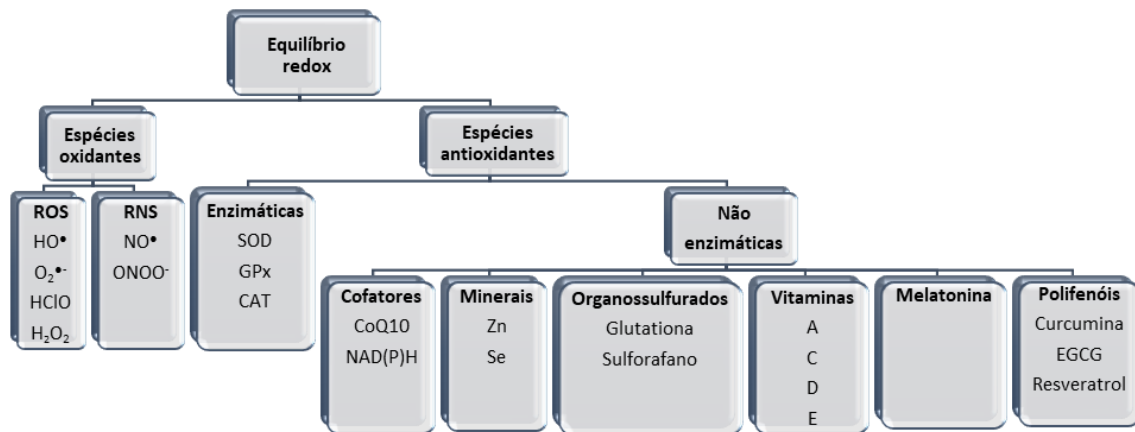 Equilíbrio
redox
Espécies
oxidantes
Espécies
antioxidantes
ROS
HO•
O₂•-
HClO
H₂O₂
RNS
NO•
ONOO⁻
Enzimáticas
SOD
GPx
CAT
Não
enzimáticas
Cofatores
CoQ10
NAD(P)H
Minerais
Zn
Se
Organossulfurados
Glutationa
Sulforafano
Vitaminas
A
C
D
E
Melatonina
Polifenóis
Curcumina
EGCG
Resveratrol